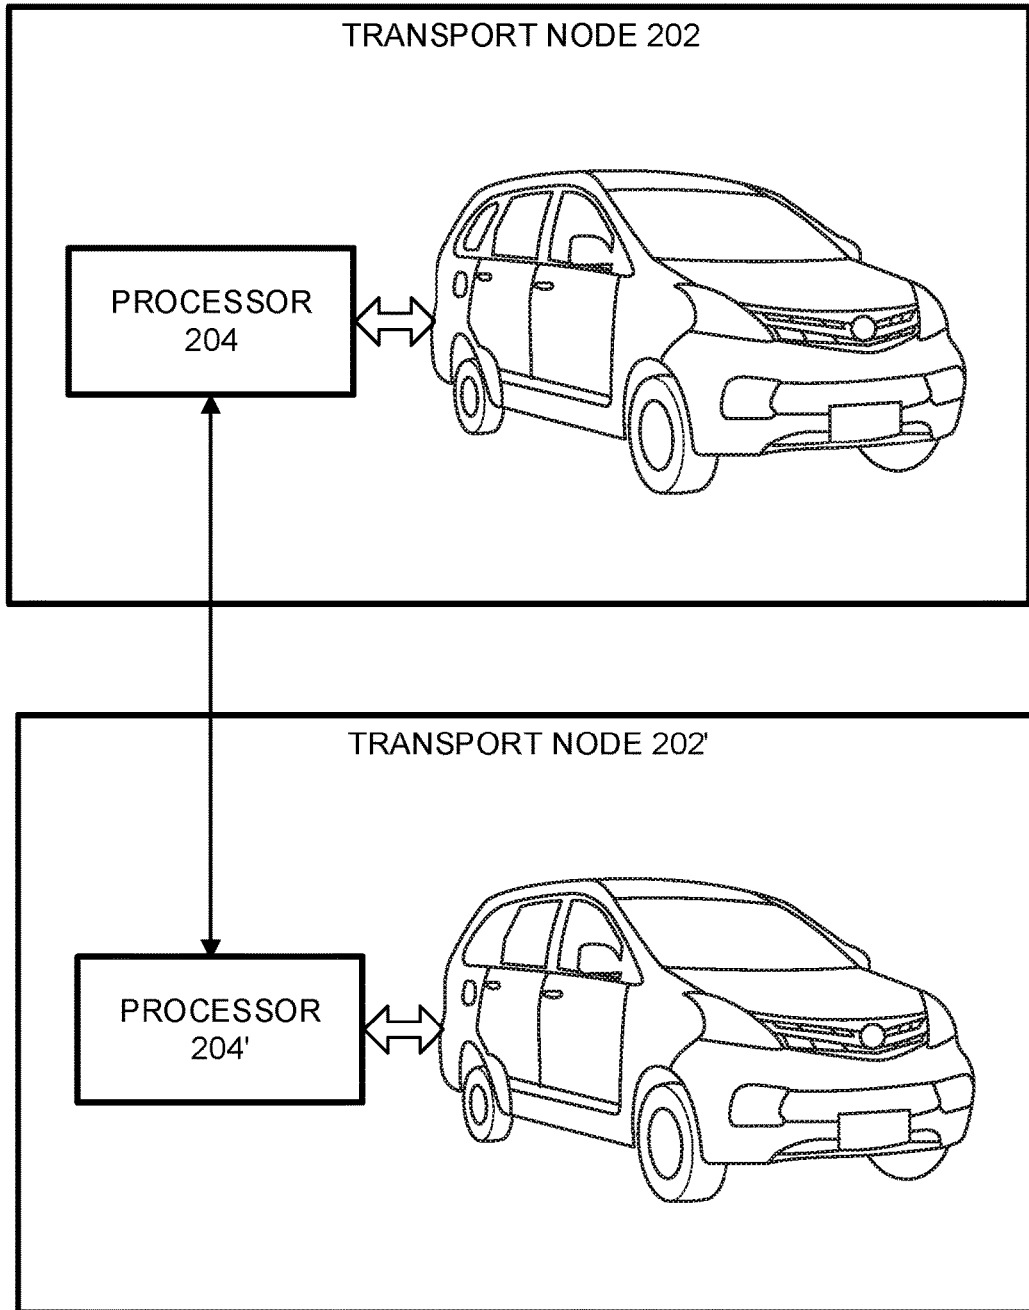 TRANSPORT NODE 202
PROCESSOR
204
TRANSPORT NODE 202'
PROCESSOR
204'